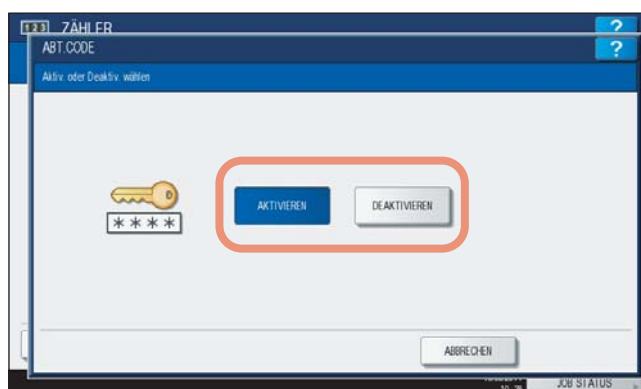 123 ZÄHLER ?
ABT.CODE ?
Aktiv. oder Deaktiv. wählen
AKTIVIEREN DEAKTIVIEREN
****
ABBRECHEN
JOB STATUS